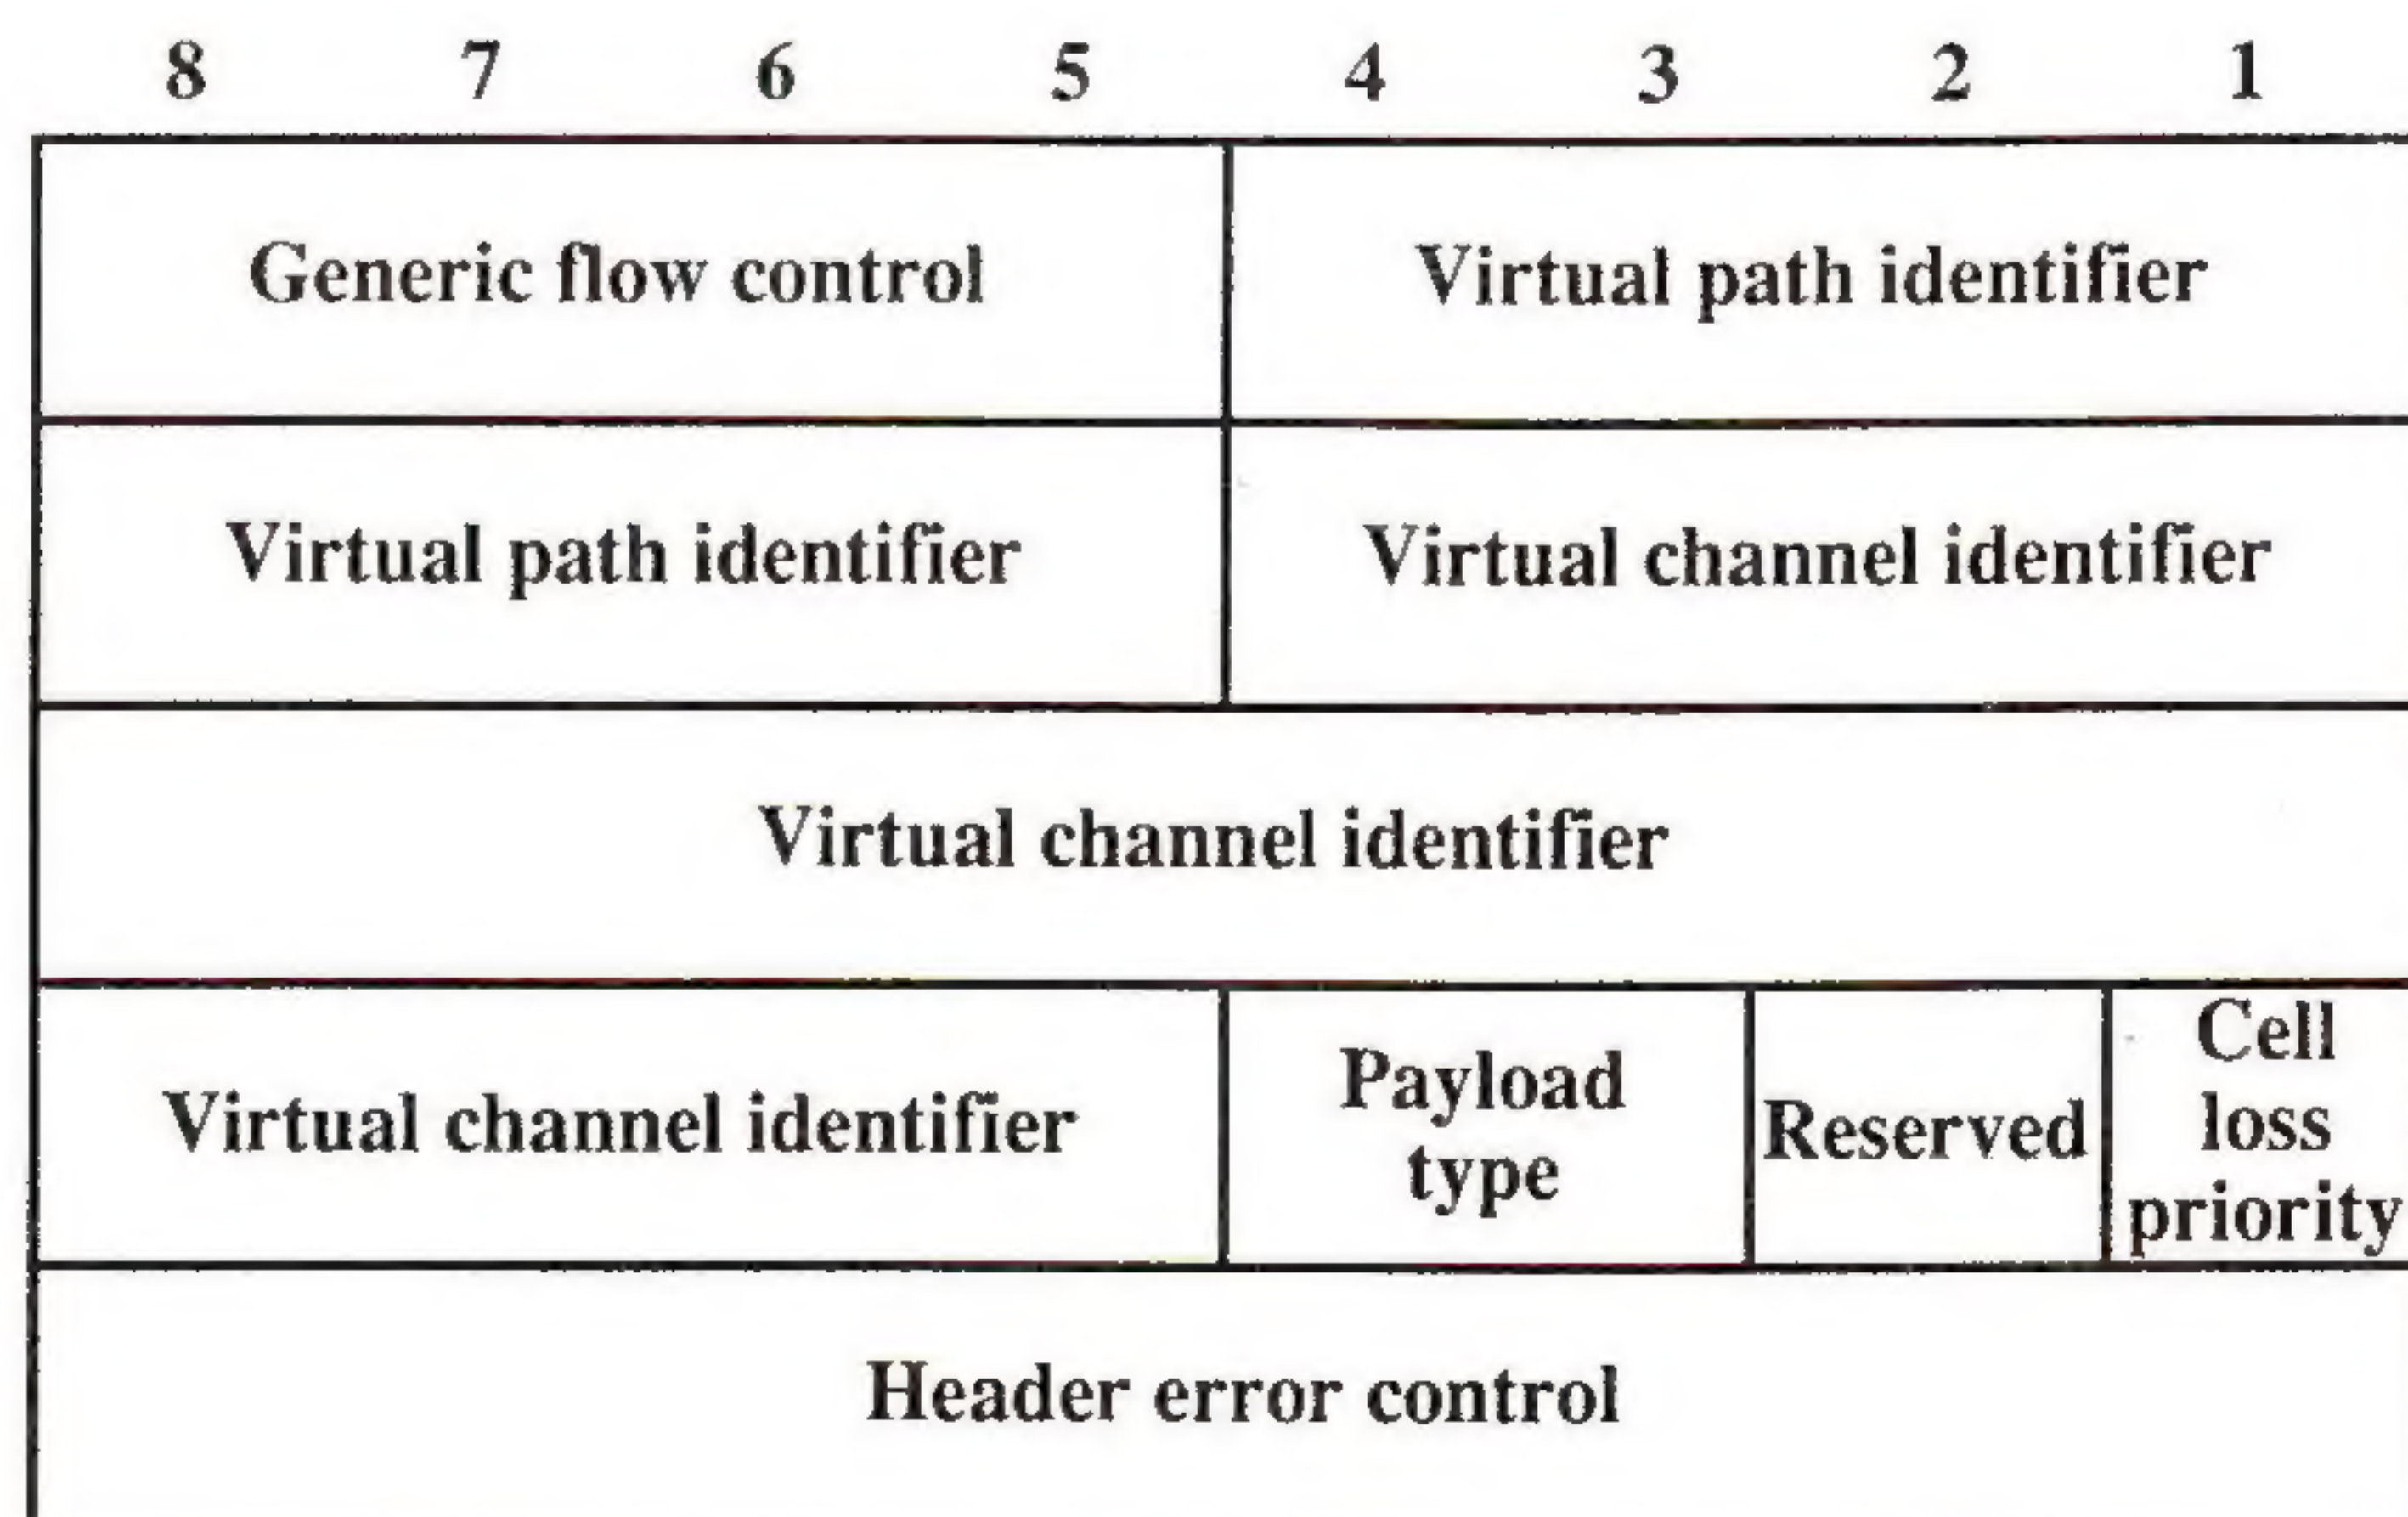 8 7 6 5 4 3 2 1
Generic flow control
Virtual path identifier
Virtual path identifier
Virtual channel identifier
Virtual channel identifier
Virtual channel identifier
Payload
type
Reserved
Cell
loss
priority
Header error control